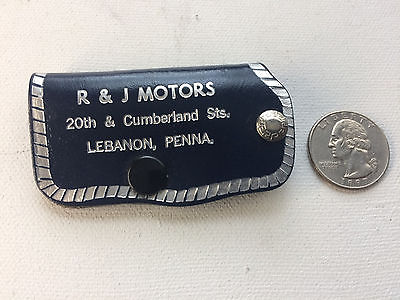 R & J MOTORS
20th & Cumberland Sts.
LEBANON, PENNA.
LIBERTY